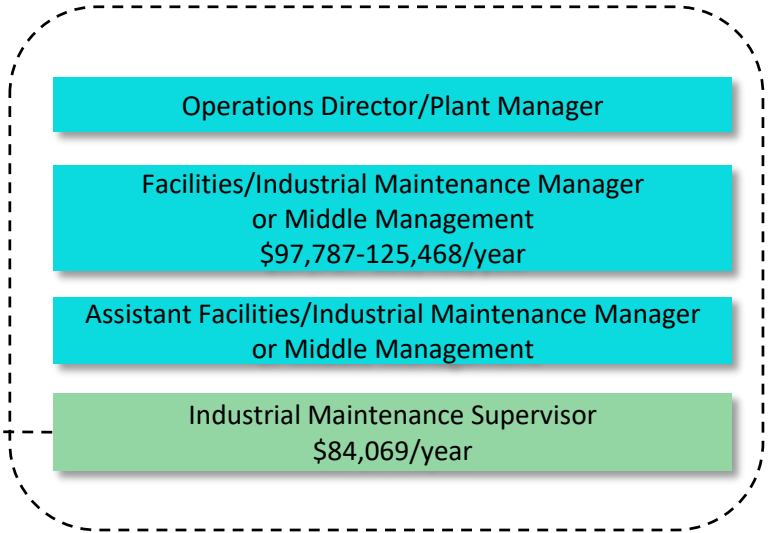 Operations Director/Plant Manager
Facilities/Industrial Maintenance Manager
or Middle Management
$97,787-125,468/year
Assistant Facilities/Industrial Maintenance Manager
or Middle Management
Industrial Maintenance Supervisor
$84,069/year